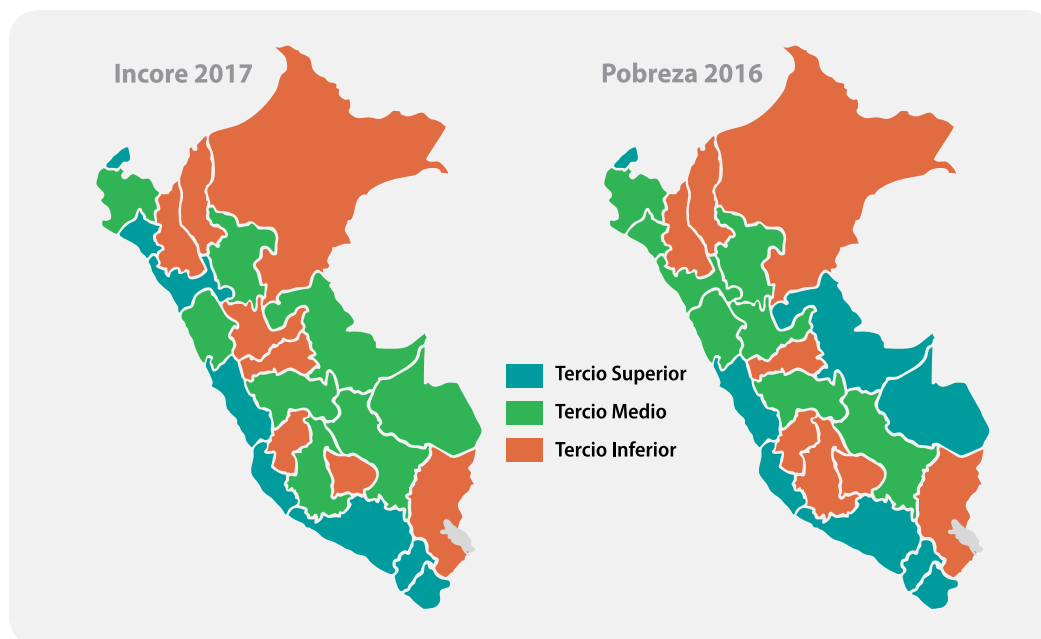 Incore 2017
Pobreza 2016
Tercio Superior
Tercio Medio
Tercio Inferior